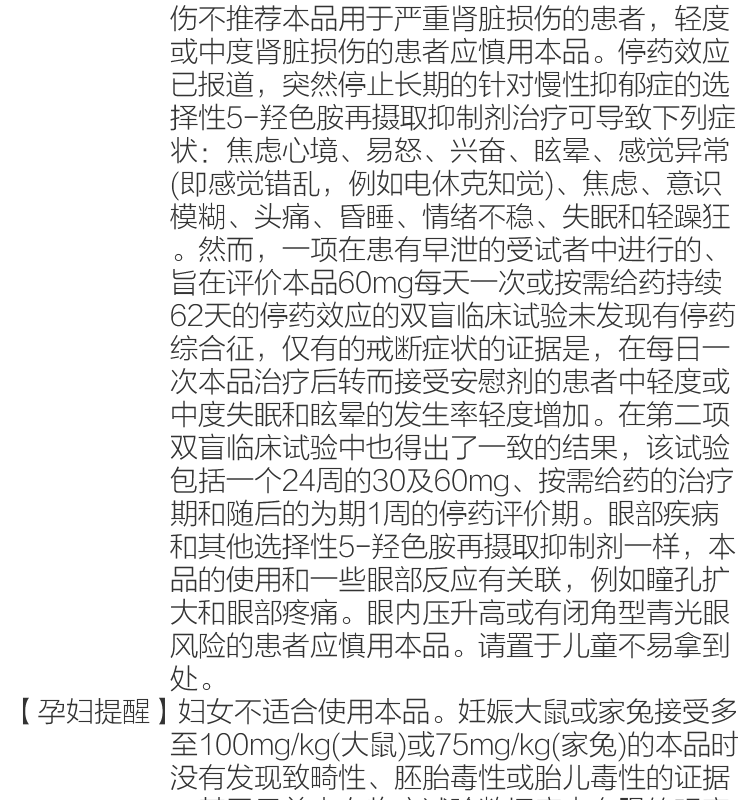 伤不推荐本品用于严重肾脏损伤的患者，轻度
或中度肾脏损伤的患者应慎用本品。停药效应
已报道，突然停止长期的针对慢性抑郁症的选
择性5-羟色胺再摄取抑制剂治疗可导致下列症
状：焦虑心境、易怒、兴奋、眩晕、感觉异常
(即感觉错乱，例如电休克知觉)、焦虑、意识
模糊、头痛、昏睡、情绪不稳、失眠和轻躁狂
。然而，一项在患有早泄的受试者中进行的、
旨在评价本品60mg每天一次或按需给药持续
62天的停药效应的双盲临床试验未发现有停药
综合征，仅有的戒断症状的证据是，在每日一
次本品治疗后转而接受安慰剂的患者中轻度或
中度失眠和眩晕的发生率轻度增加。在第二项
双盲临床试验中也得出了一致的结果，该试验
包括一个24周的30及60mg、按需给药的治疗
期和随后的为期1周的停药评价期。眼部疾病
和其他选择性5-羟色胺再摄取抑制剂一样，本
品的使用和一些眼部反应有关联，例如瞳孔扩
大和眼部疼痛。眼内压升高或有闭角型青光眼
风险的患者应慎用本品。请置于儿童不易拿到
处。
【孕妇提醒】妇女不适合使用本品。妊娠大鼠或家兔接受多
至100mg/kg(大鼠)或75mg/kg(家兔)的本品时
没有发现致畸性、胚胎毒性或胎儿毒性的证据